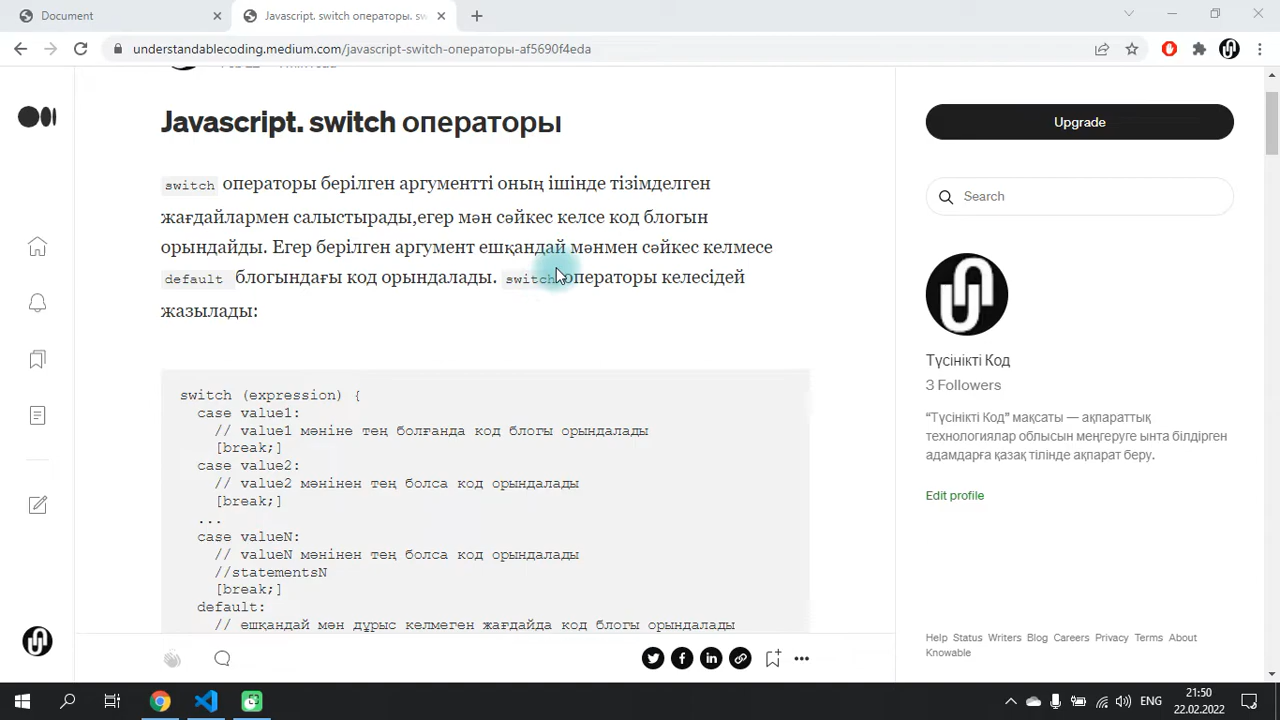 Document
Javascript. switch операторы. sw
understandablecoding.medium.com/javascript-switch-операторы-af5690f4eda
Javascript. switch операторы
switch операторы берілген аргументті оның ішінде тізімделген
жағдайлармен салыстырады,егер мән сәйкес келсе код блогын
орындайды. Егер берілген аргумент ешқандай мәнмен сәйкес келмесе
default блогындағы код орындалады. switch операторы келесідей
жазылады:
switch (expression) {
case value1:
// value1 мәніне тең болғанда код блогы орындалады
[break;]
case value2:
// value2 мәнінен тең болса код орындалады
[break;]
...
case valueN:
// valueN мәнінен тең болса код орындалады
//statementsN
[break;]
default:
// ешқандай мән дұрыс келмеген жағдайда код блогы орындалады
Upgrade
Search
Түсінікті Код
3 Followers
“Түсінікті Код” мақсаты — ақпараттық
технологиялар облысын меңгеруге ынта білдірген
адамдарға қазақ тілінде ақпарат беру.
Edit profile
Help Status Writers Blog Careers Privacy Terms About
Knowable
ENG
21:50
22.02.2022